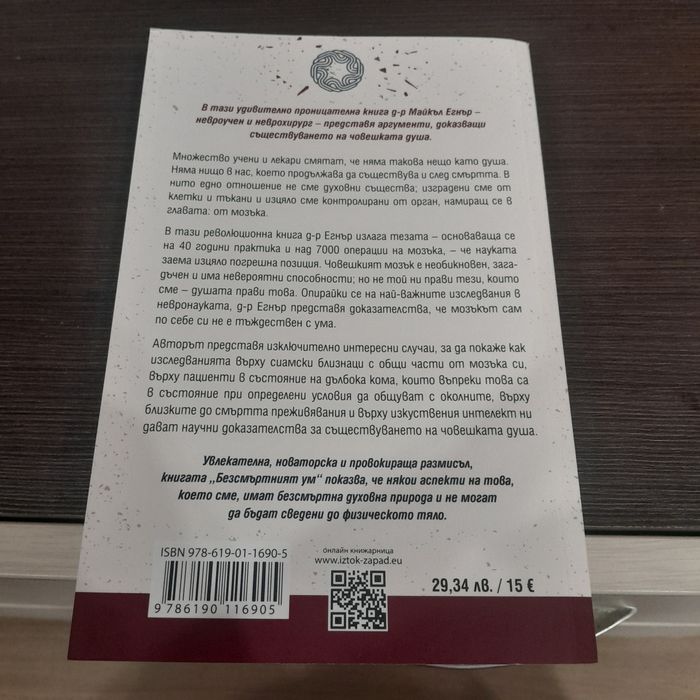 В тази удивително проницателна книга д-р Майкъл Егнър –
невроучен и неврохирург – представя аргументи, доказващи
съществуването на човешката душа.
Множество учени и лекари смятат, че няма такова нещо като душа.
Няма нищо в нас, което продължава да съществува и след смъртта. В
нито едно отношение не сме духовни същества; изградени сме от
клетки и тъкани и изцяло сме контролирани от орган, намиращ се в
главата: от мозъка.
В тази революционна книга д-р Егнър излага тезата – основаваща се
на 40 години практика и над 7000 операции на мозъка, – че науката
заема изцяло погрешна позиция. Човешкият мозък е необикновен, зага-
дъчен и има невероятни способности; но не той ни прави тези, които
сме – душата прави това. Опирайки се на най-важните изследвания в
невронауката, д-р Егнър представя доказателства, че мозъкът сам
по себе си не е тъждествен с ума.
Авторът представя изключително интересни случаи, за да покаже как
изследванията върху сиамски близнаци с общи части от мозъка си,
върху пациенти в състояние на дълбока кома, които въпреки това са
в състояние при определени условия да общуват с околните, върху
близките до смъртта преживявания и върху изкуствения интелект ни
дават научни доказателства за съществуването на човешката душа.
Увлекателна, новаторска и провокираща размисъл,
книгата „Безсмъртният ум“ показва, че някои аспекти на това,
което сме, имат безсмъртна духовна природа и не могат
да бъдат сведени до физическото тяло.
ISBN 978-619-01-1690-5
9 786190 116905
онлайн книжарница
www.iztok-zapad.eu
29,34 лв. / 15 €